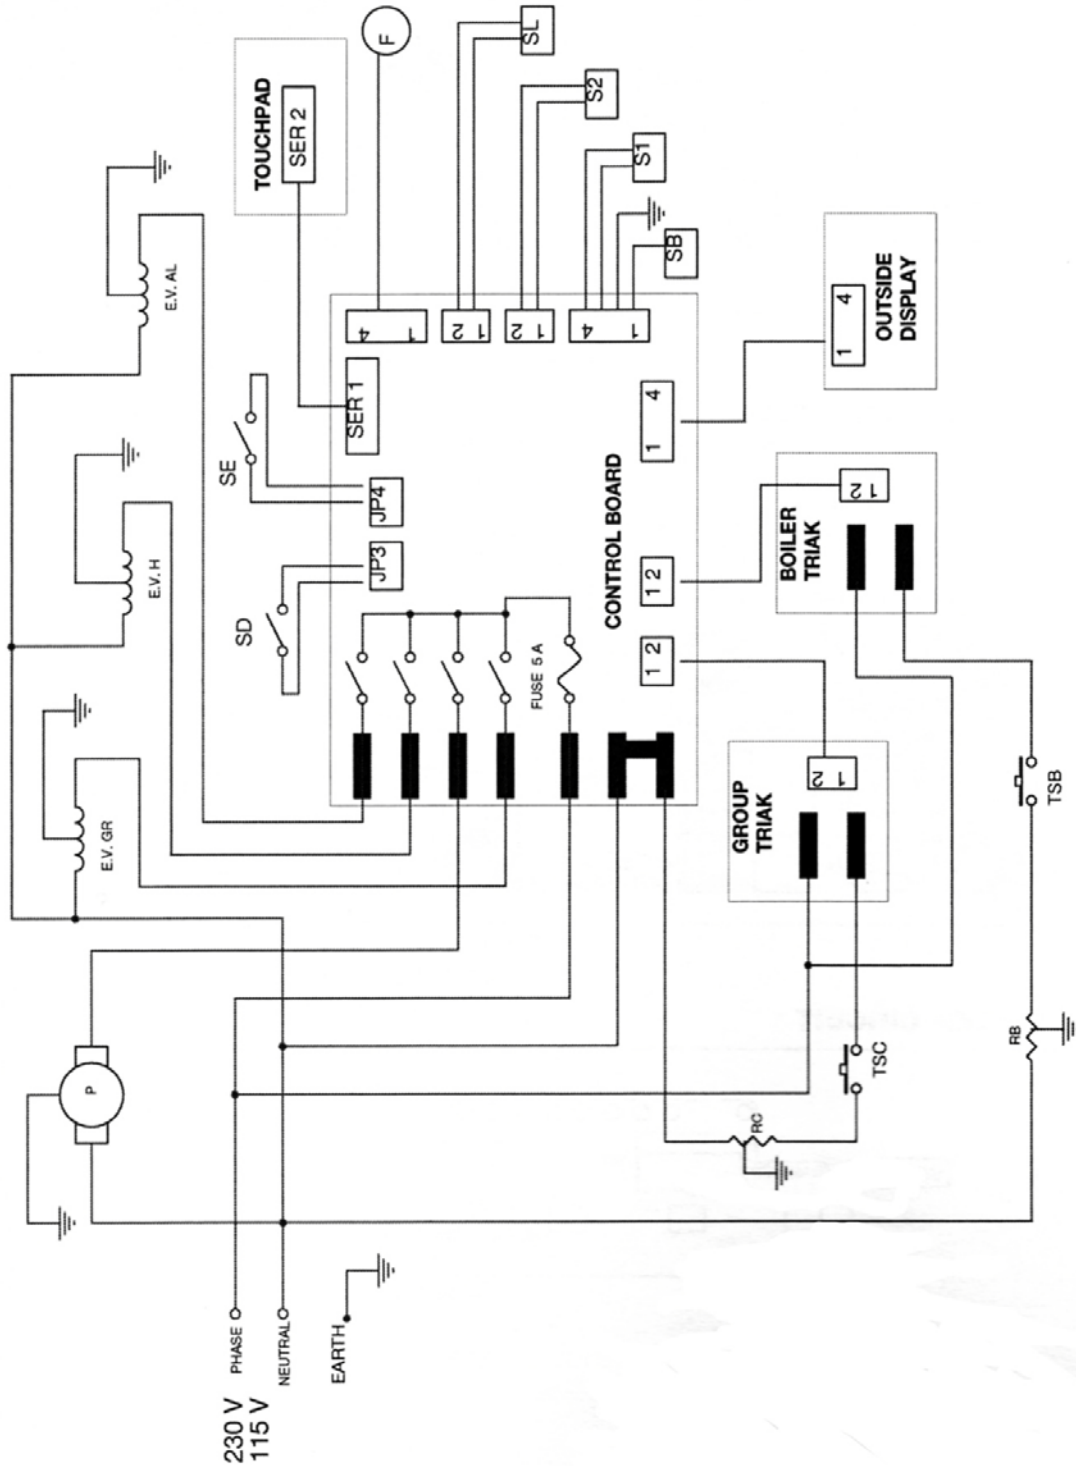 230 V
115 V
PHASE
NEUTRAL
EARTH
P
E.V. GR
E.V. H
E.V. AL
SD
SE
TOUCHPAD
SER 2
F
SL
S2
S1
SB
JP3
JP4
SER 1
4 1
1 2
1 2
4 1
FUSE 5 A
CONTROL BOARD
1 2
1 2
1 4
OUTSIDE
DISPLAY
1 4
BOILER
TRIAK
1 2
GROUP
TRIAK
1 2
RC
TSC
RB
TSB